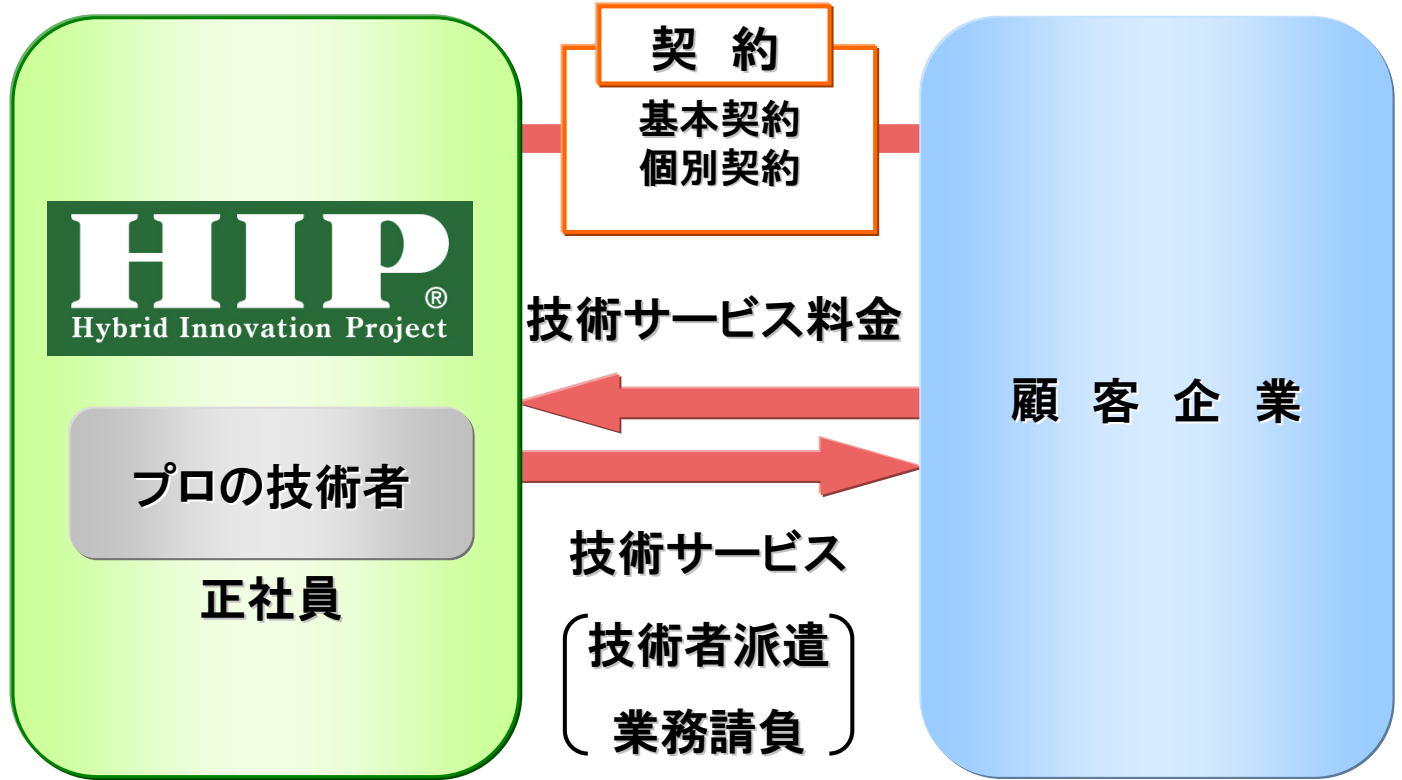 契 約
基本契約
個別契約
HIP®
Hybrid Innovation Project
プロの技術者
正社員
技術サービス料金
技術サービス
技術者派遣
業務請負
顧 客 企 業